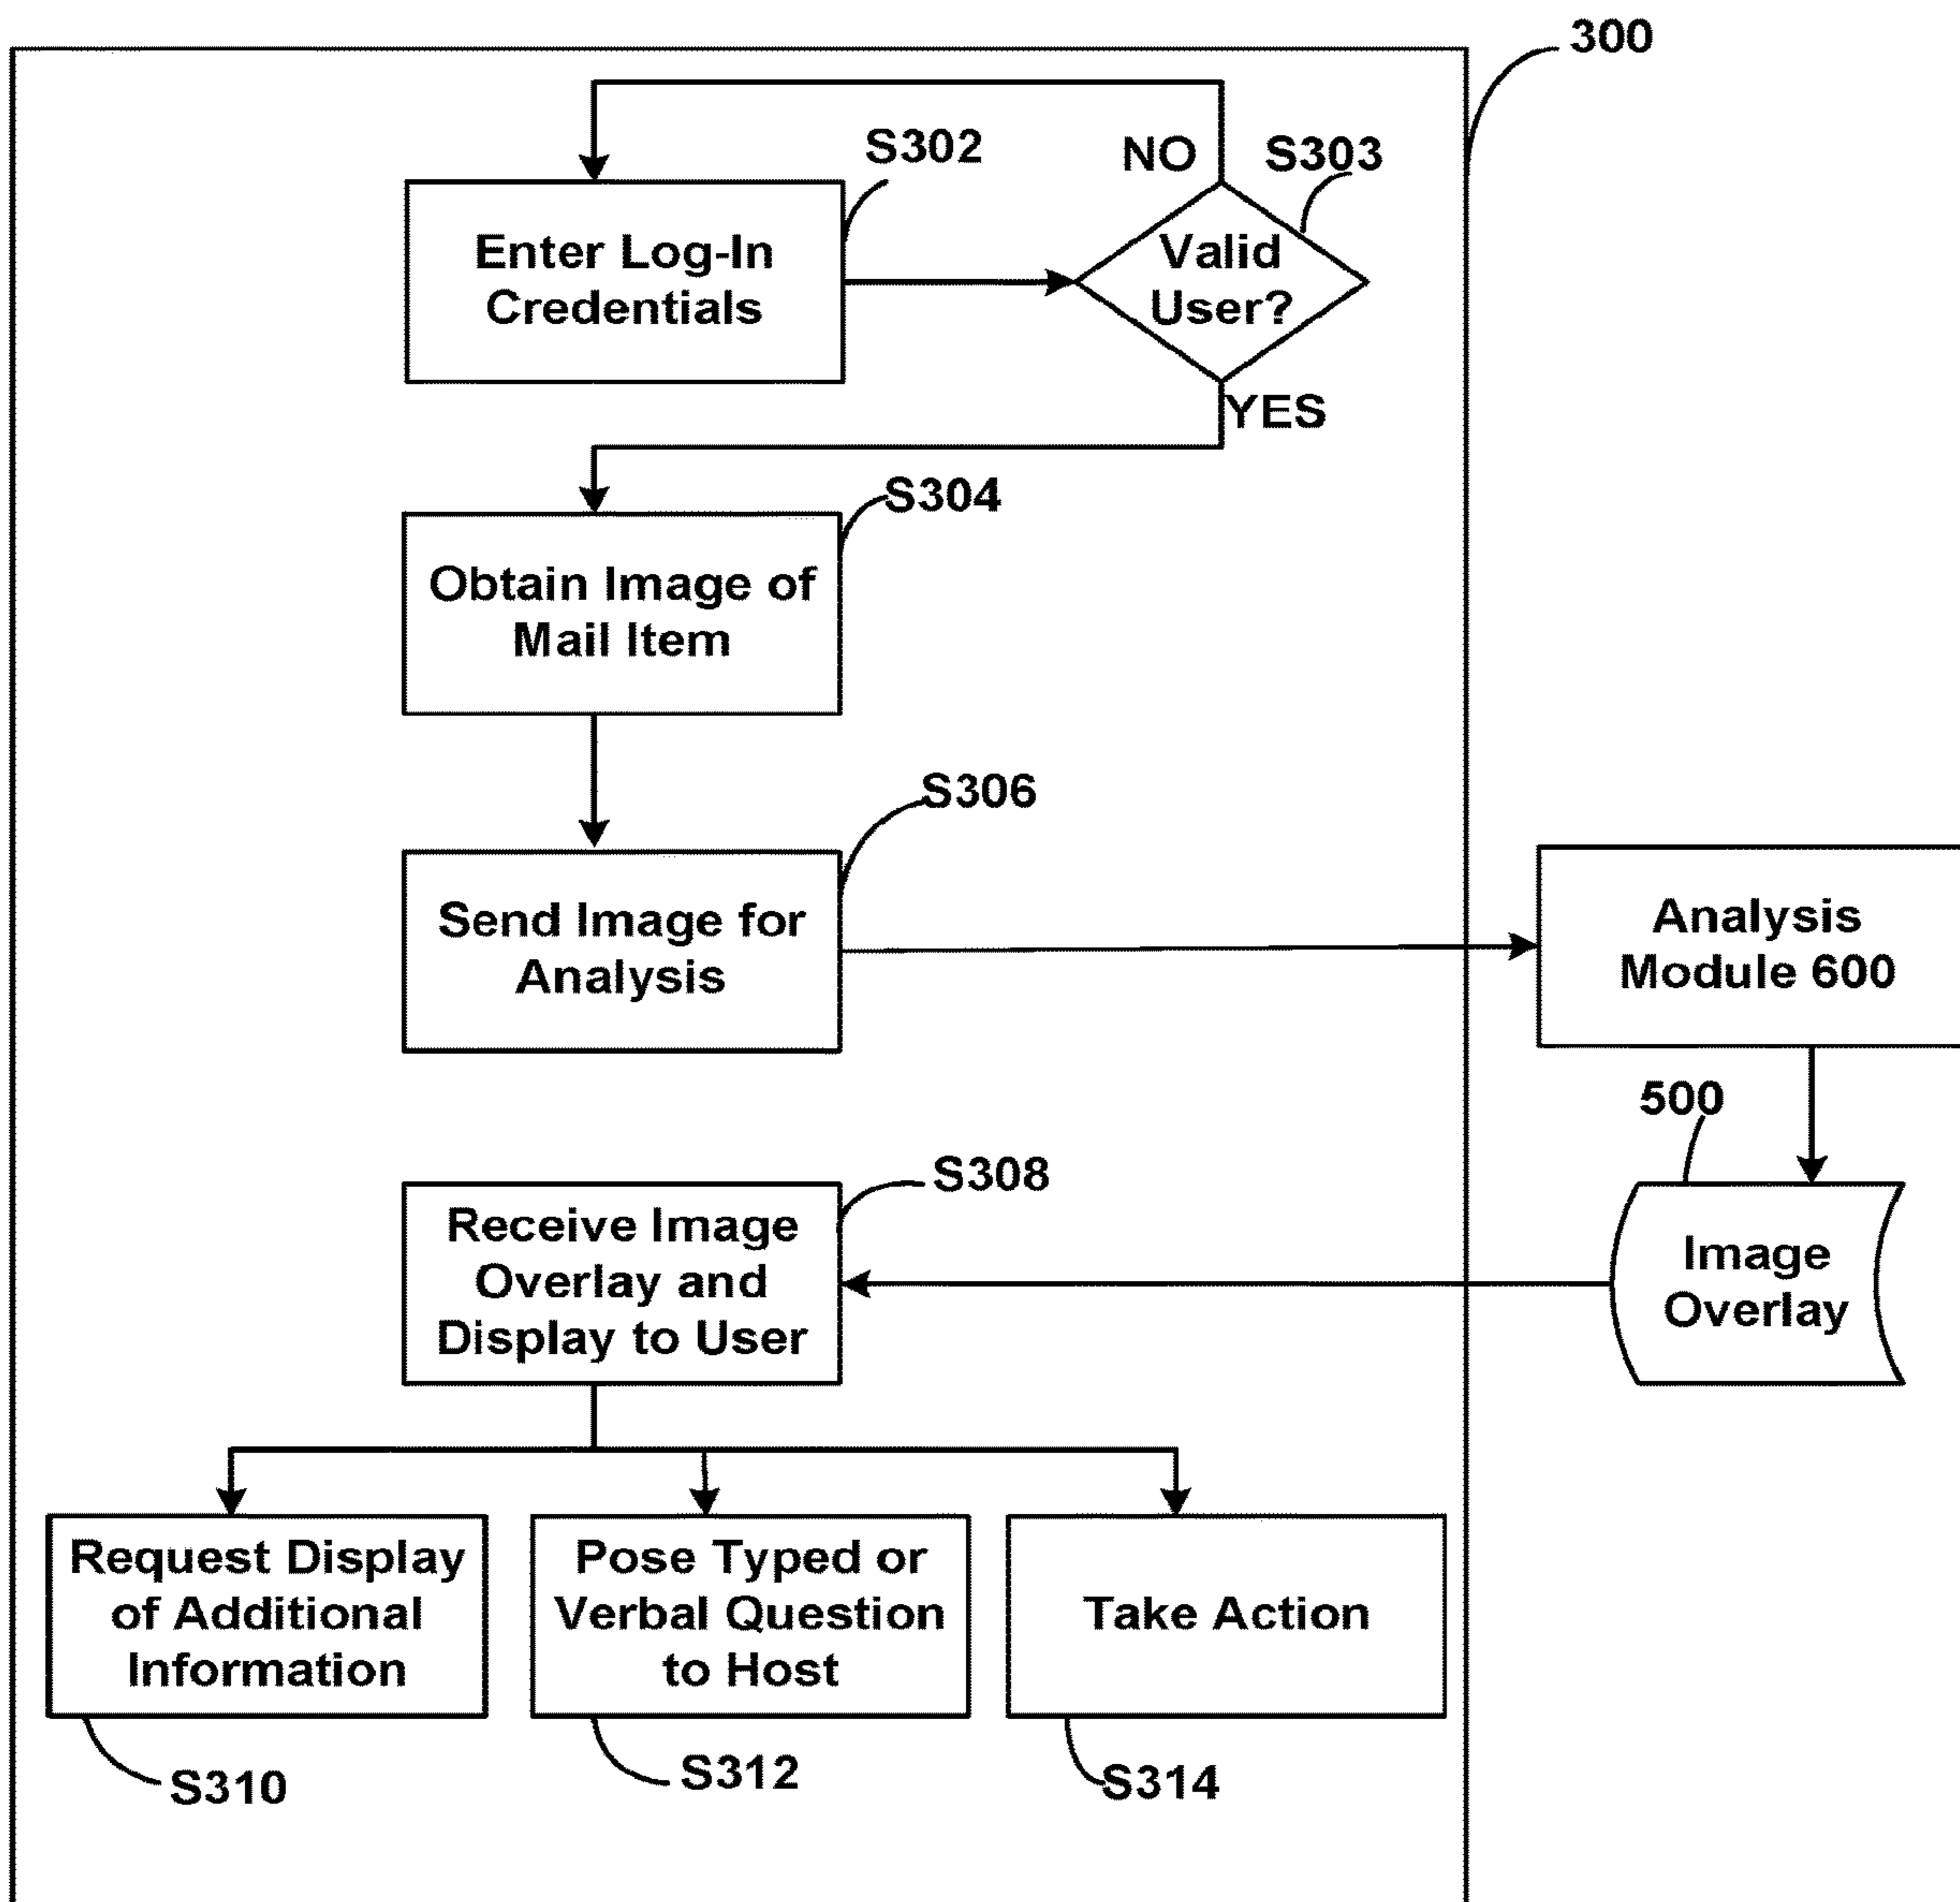 300
S302
NO
S303
Enter Log-In
Credentials
Valid
User?
YES
S304
Obtain Image of
Mail Item
S306
Send Image for
Analysis
Analysis
Module 600
500
S308
Receive Image
Overlay and
Display to User
Image
Overlay
Request Display
of Additional
Information
Pose Typed or
Verbal Question
to Host
Take Action
S310
S312
S314